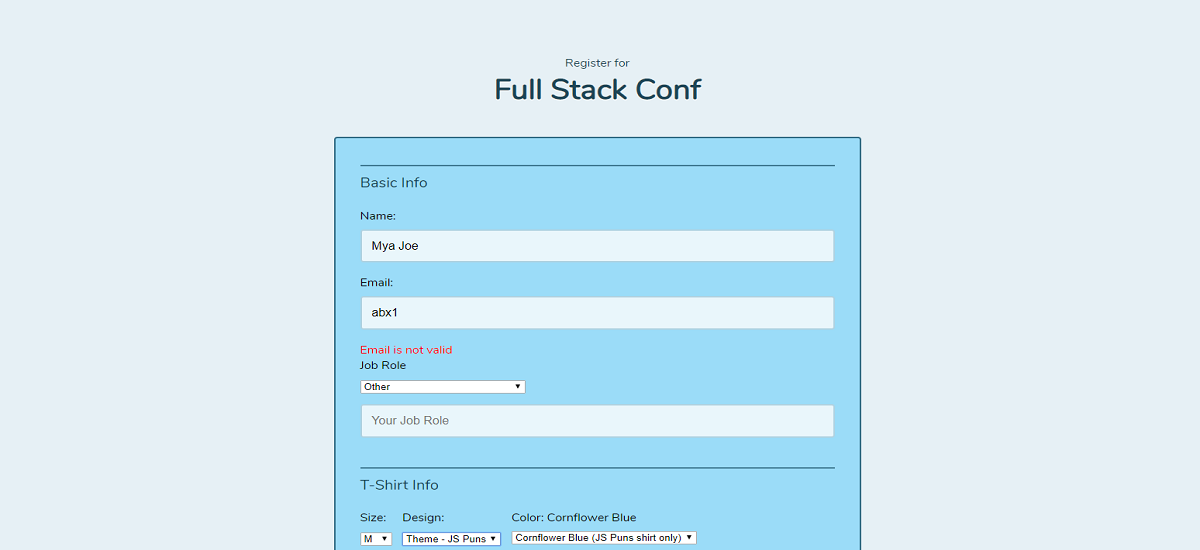 Register for
Full Stack Conf
Basic Info
Name:
Mya Joe
Email:
abx1
Email is not valid
Job Role
Other
Your Job Role
T-Shirt Info
Size: Design: Color: Cornflower Blue
M Theme - JS Puns Cornflower Blue (JS Puns shirt only)